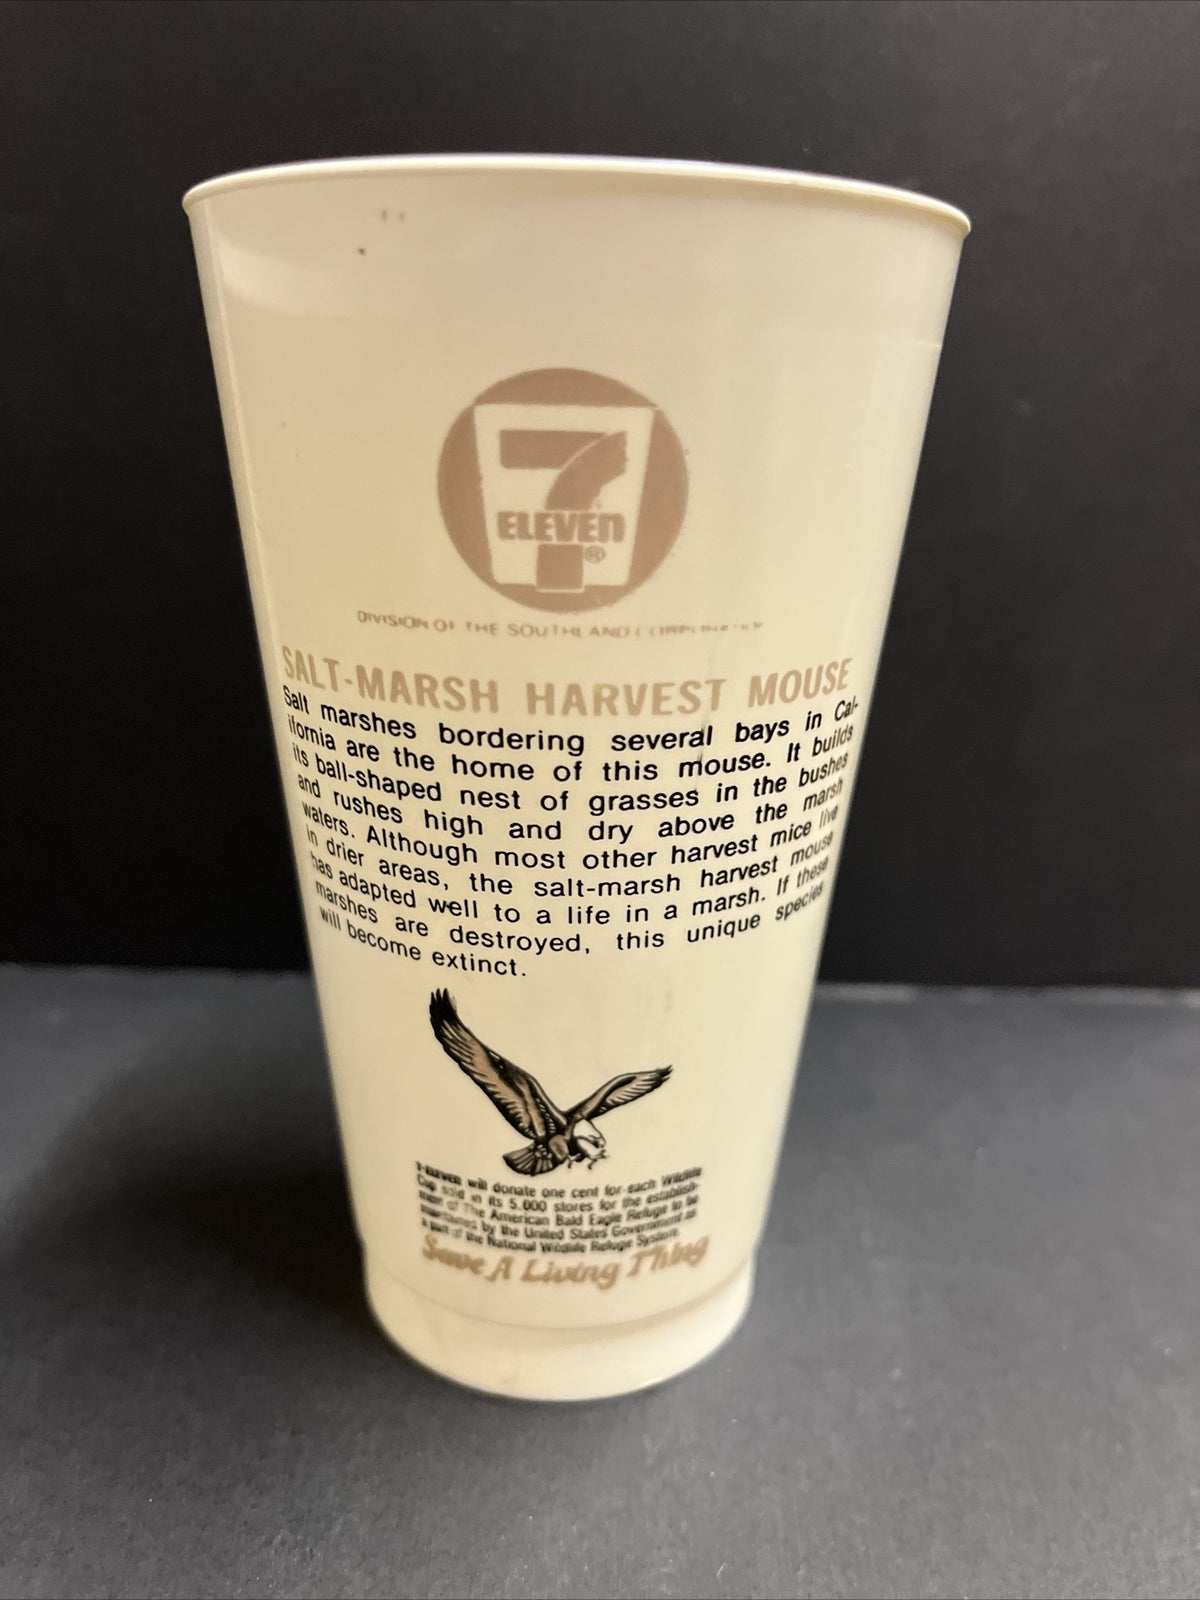 7
ELEVEn
®
DIVISION OF THE SOUTHLAND
SALT-MARSH HARVEST MOUSE
Salt marshes bordering several bays in Cal-
ifornia are the home of this mouse. It builds
its ball-shaped nest of grasses in the bushes
and rushes high and dry above the marsh
waters. Although most other harvest mice live
in drier areas, the salt-marsh harvest mouse
has adapted well to a life in a marsh. If these
marshes are destroyed, this unique species
will become extinct.
7-ELEVEN will donate one cent for each Wildlife
Cup sold in its 5,000 stores for the establish-
ment of The American Bald Eagle Refuge to be
maintained by the United States Government as
a part of the National Wildlife Refuge System.
Save A Living Thing